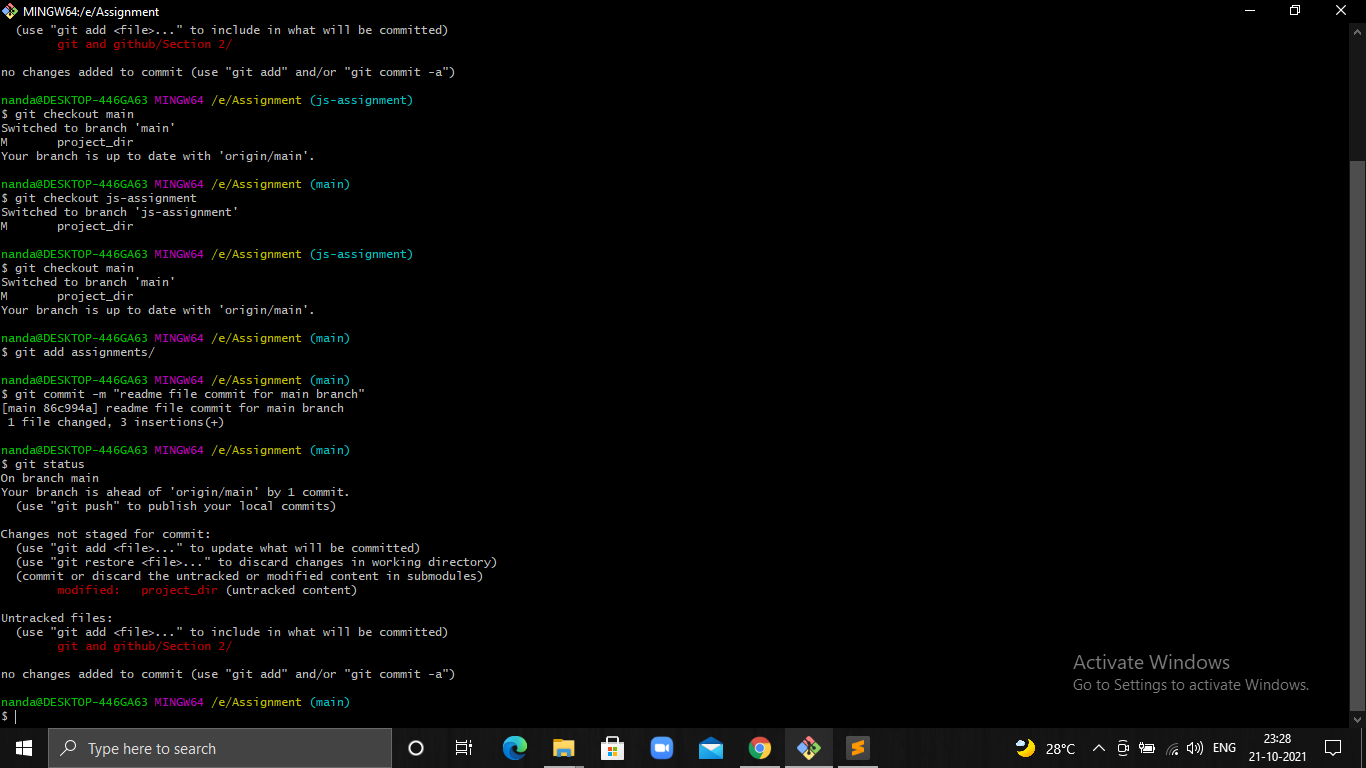 MINGW64:/e/Assignment
(use "git add <file>..." to include in what will be committed)
git and github/Section 2/
no changes added to commit (use "git add" and/or "git commit -a")
nanda@DESKTOP-446GA63 MINGW64 /e/Assignment (js-assignment)
$ git checkout main
Switched to branch 'main'
M       project_dir
Your branch is up to date with 'origin/main'.
nanda@DESKTOP-446GA63 MINGW64 /e/Assignment (main)
$ git checkout js-assignment
Switched to branch 'js-assignment'
M       project_dir
nanda@DESKTOP-446GA63 MINGW64 /e/Assignment (js-assignment)
$ git checkout main
Switched to branch 'main'
M       project_dir
Your branch is up to date with 'origin/main'.
nanda@DESKTOP-446GA63 MINGW64 /e/Assignment (main)
$ git add assignments/
nanda@DESKTOP-446GA63 MINGW64 /e/Assignment (main)
$ git commit -m "readme file commit for main branch"
[main 86c994a] readme file commit for main branch
1 file changed, 3 insertions(+)
nanda@DESKTOP-446GA63 MINGW64 /e/Assignment (main)
$ git status
On branch main
Your branch is ahead of 'origin/main' by 1 commit.
(use "git push" to publish your local commits)
Changes not staged for commit:
(use "git add <file>..." to update what will be committed)
(use "git restore <file>..." to discard changes in working directory)
(commit or discard the untracked or modified content in submodules)
modified:   project_dir (untracked content)
Untracked files:
(use "git add <file>..." to include in what will be committed)
git and github/Section 2/
no changes added to commit (use "git add" and/or "git commit -a")
nanda@DESKTOP-446GA63 MINGW64 /e/Assignment (main)
$
Activate Windows
Go to Settings to activate Windows.
Type here to search
28°C
ENG
23:28
21-10-2021